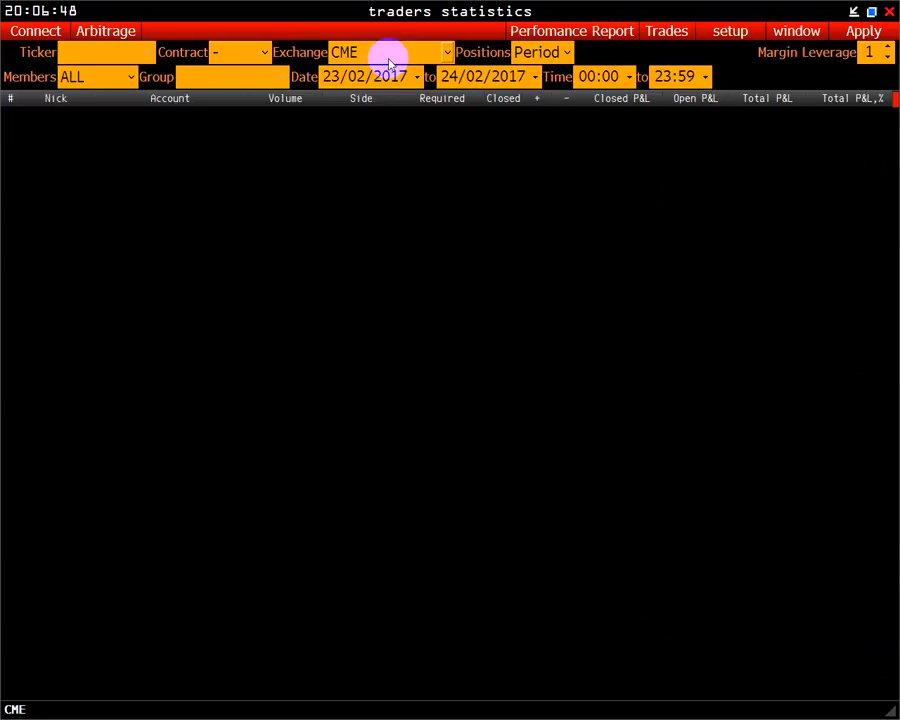 20:06:48 traders statistics
Connect Arbitrage Perfomance Report Trades setup window Apply
Ticker Contract - Exchange CME Positions Period Margin Leverage 1
Members ALL Group Date 23/02/2017 to 24/02/2017 Time 00:00 to 23:59
# Nick Account Volume Side Required Closed + - Closed P&L Open P&L Total P&L Total P&L,%
CME